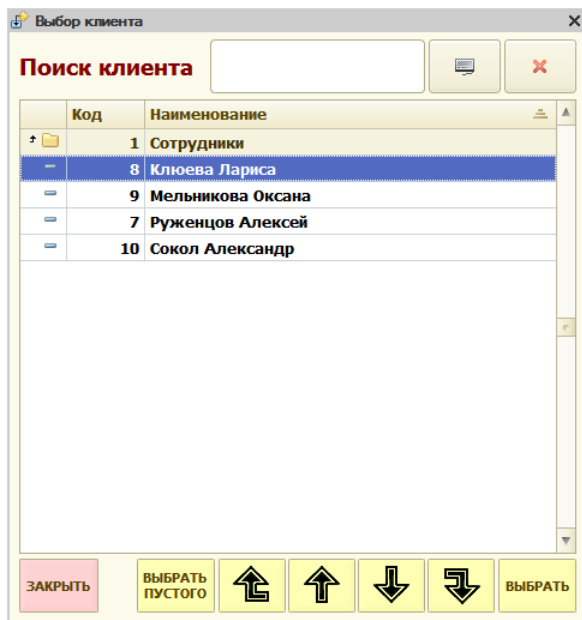 Выбор клиента
Поиск клиента
Код Наименование
1 Сотрудники
8 Клюева Лариса
9 Мельникова Оксана
7 Руженцов Алексей
10 Сокол Александр
ЗАКРЫТЬ
ВЫБРАТЬ
ПУСТОГО
ВЫБРАТЬ